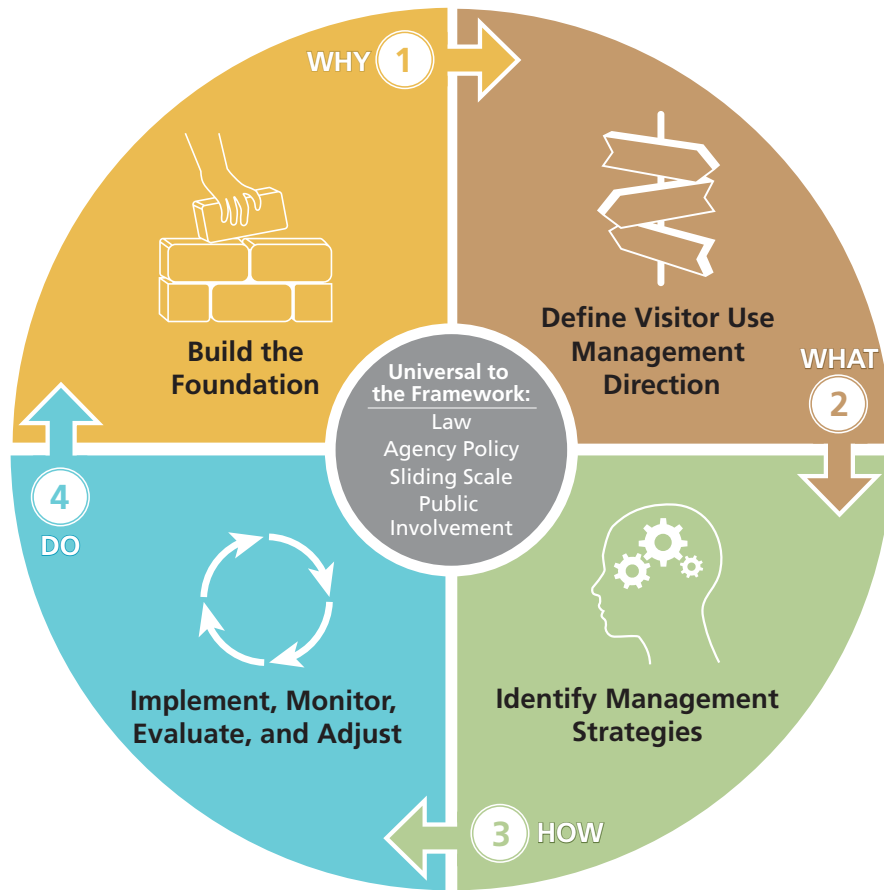 WHY 1
Build the
Foundation
Define Visitor Use
Management
Direction
WHAT
2
Universal to
the Framework:
Law
Agency Policy
Sliding Scale
Public
Involvement
Identify Management
Strategies
3 HOW
Implement, Monitor,
Evaluate, and Adjust
4
DO